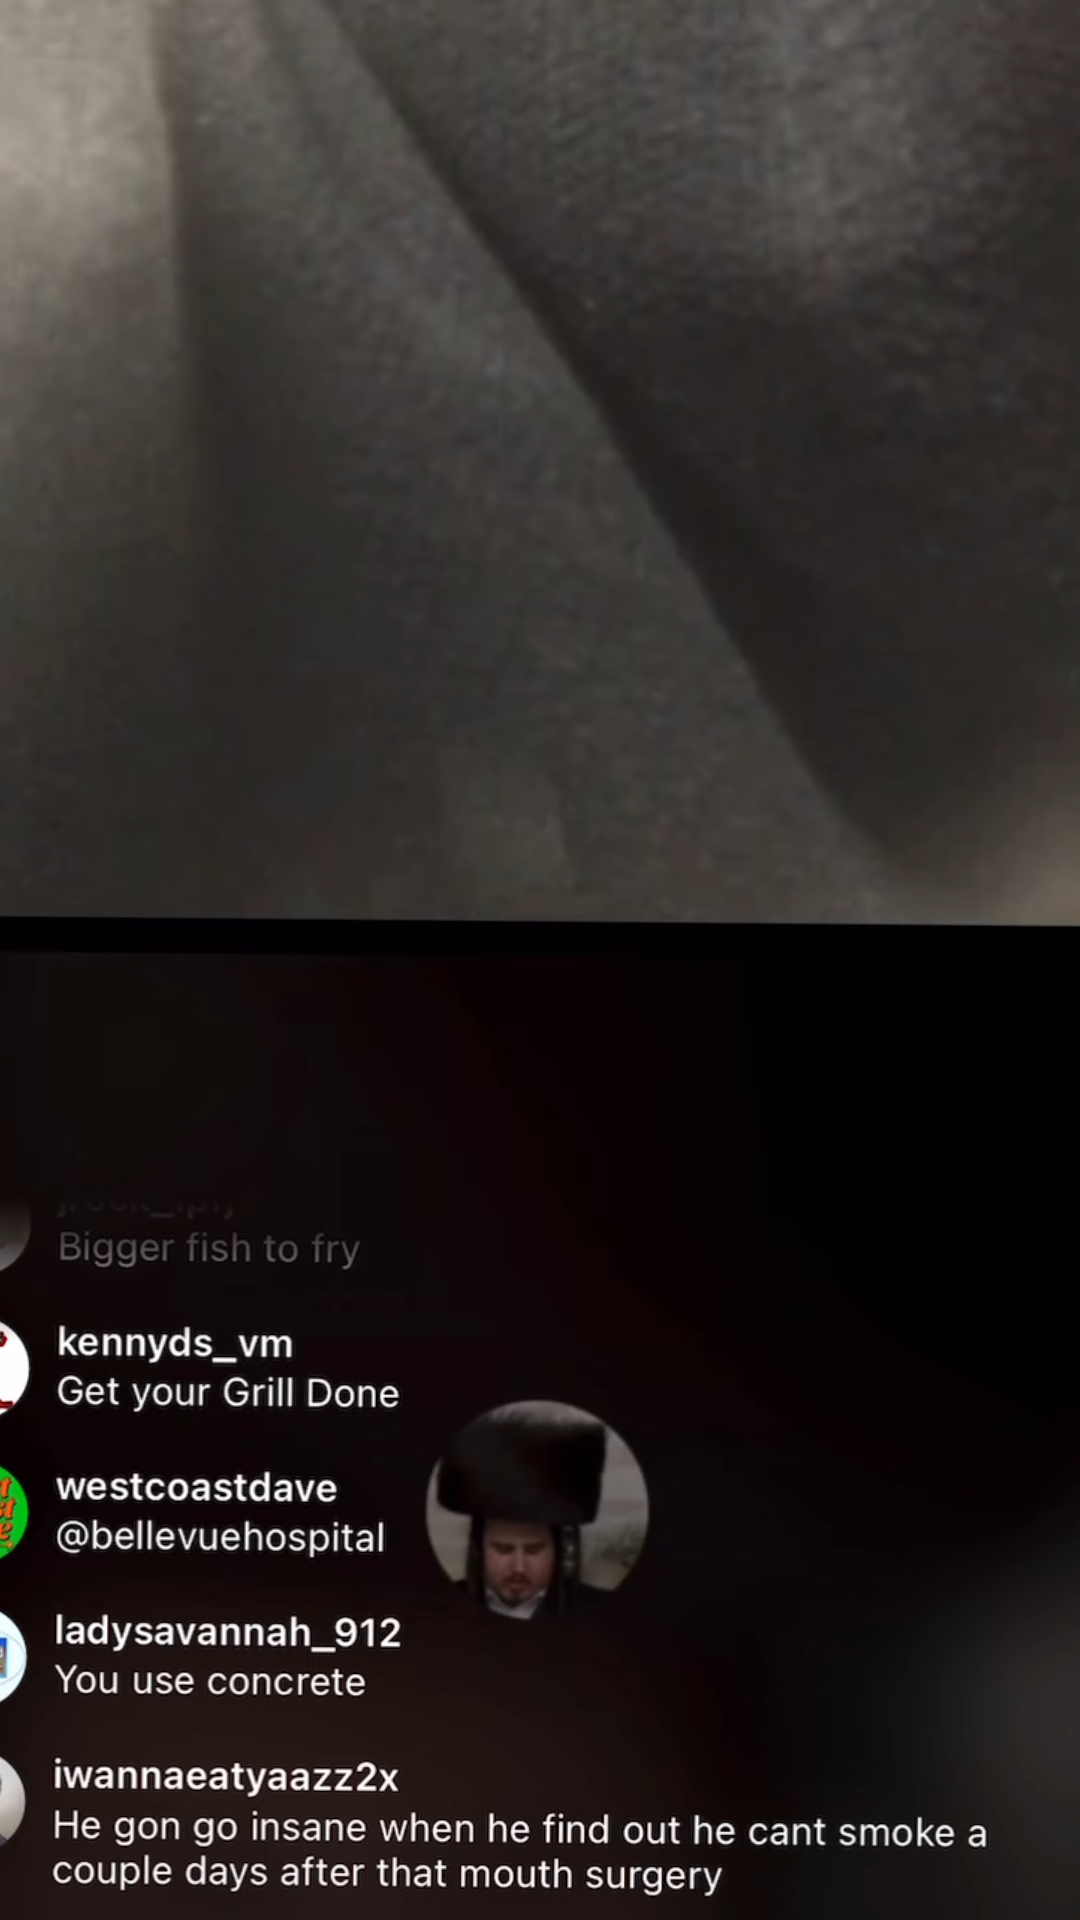 Bigger fish to fry
kennyds_vm
Get your Grill Done
westcoastdave
@bellevuehospital
ladysavannah_912
You use concrete
iwannaeatyaazz2x
He gon go insane when he find out he cant smoke a
couple days after that mouth surgery